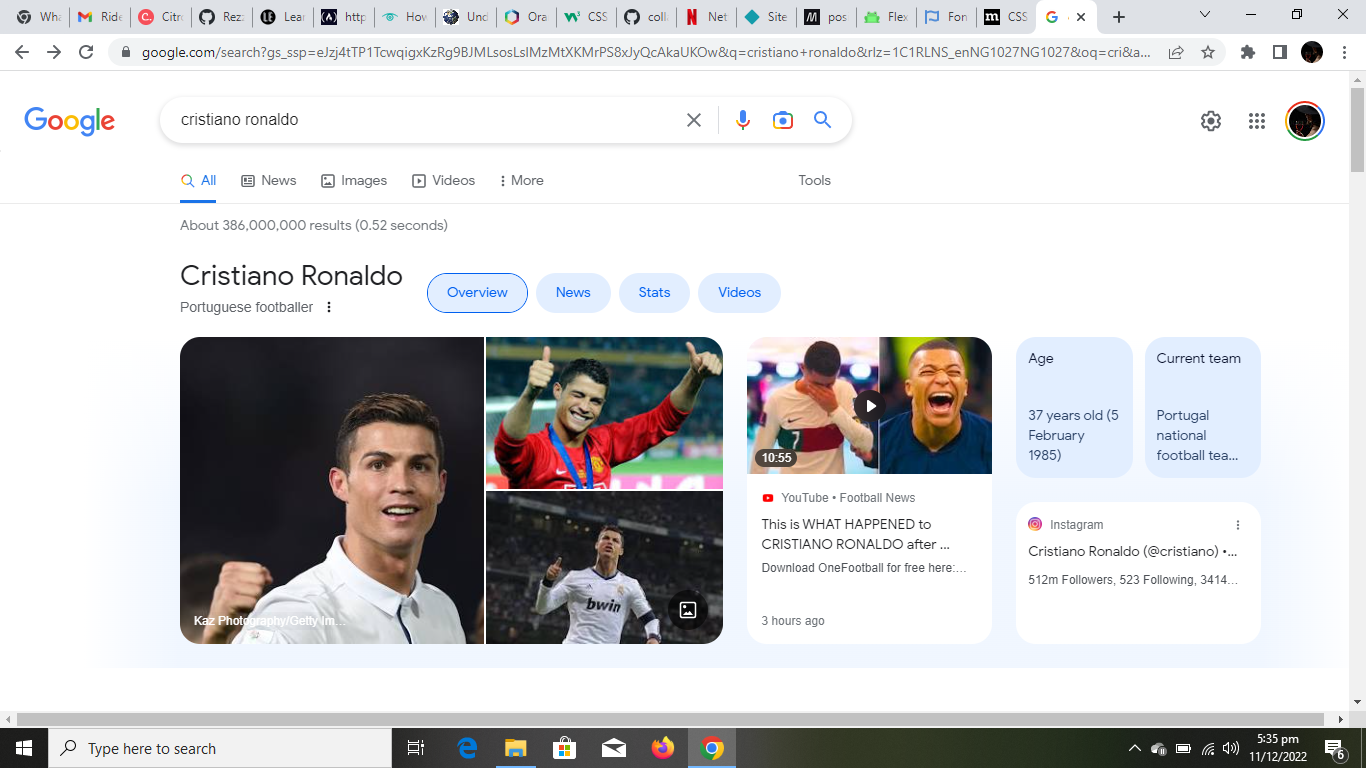 Wha
Ride
Citr
Rez
Lear
http
How
Und
Ora
CSS
coll
Net
Site
pos
Flex
Fon
CSS
google.com/search?gs_ssp=eJzj4tTP1TcwqigxKzRg9BJMLsosLslMzMtXKMrPS8xJyQcAkaUKOw&q=cristiano+ronaldo&rlz=1C1RLNS_enNG1027NG1027&oq=cri&a...
Google
cristiano ronaldo
All
News
Images
Videos
More
Tools
About 386,000,000 results (0.52 seconds)
Cristiano Ronaldo
Portuguese footballer
Overview
News
Stats
Videos
Kaz Photography/Getty Im…
bwin
7
10:55
YouTube • Football News
This is WHAT HAPPENED to
CRISTIANO RONALDO after ...
Download OneFootball for free here:…
3 hours ago
Age
37 years old (5
February
1985)
Current team
Portugal
national
football tea...
Instagram
Cristiano Ronaldo (@cristiano) •...
512m Followers, 523 Following, 3414…
Type here to search
5:35 pm
11/12/2022
6